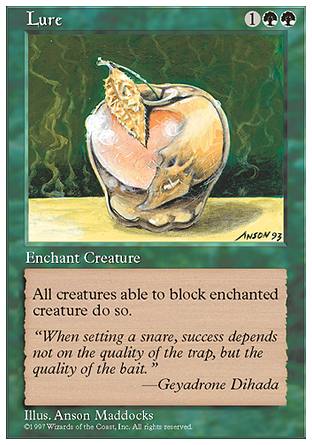 Lure 1
ANSON 93
Enchant Creature
All creatures able to block enchanted
creature do so.
“When setting a snare, success depends
not on the quality of the trap, but the
quality of the bait.”
—Geyadrone Dihada
Illus. Anson Maddocks
©1997 Wizards of the Coast, Inc. All rights reserved.